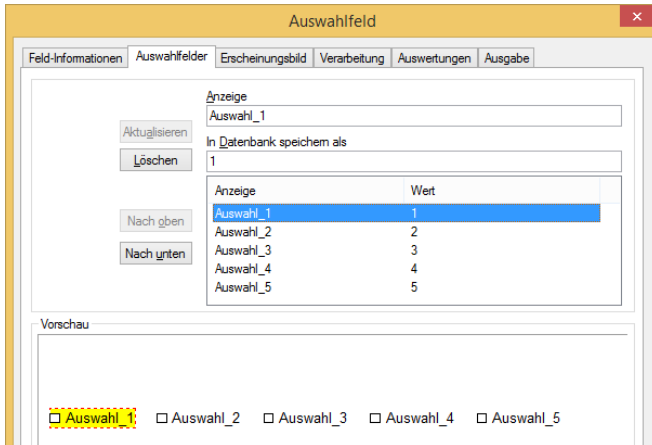 Auswahlfeld
Feld-Informationen Auswahlfelder Erscheinungsbild Verarbeitung Auswertungen Ausgabe
Anzeige
Auswahl_1
Aktualisieren
In Datenbank speichern als
Löschen
1
Anzeige Wert
Auswahl_1 1
Nach oben
Auswahl_2 2
Auswahl_3 3
Nach unten
Auswahl_4 4
Auswahl_5 5
Vorschau
Auswahl_1 Auswahl_2 Auswahl_3 Auswahl_4 Auswahl_5